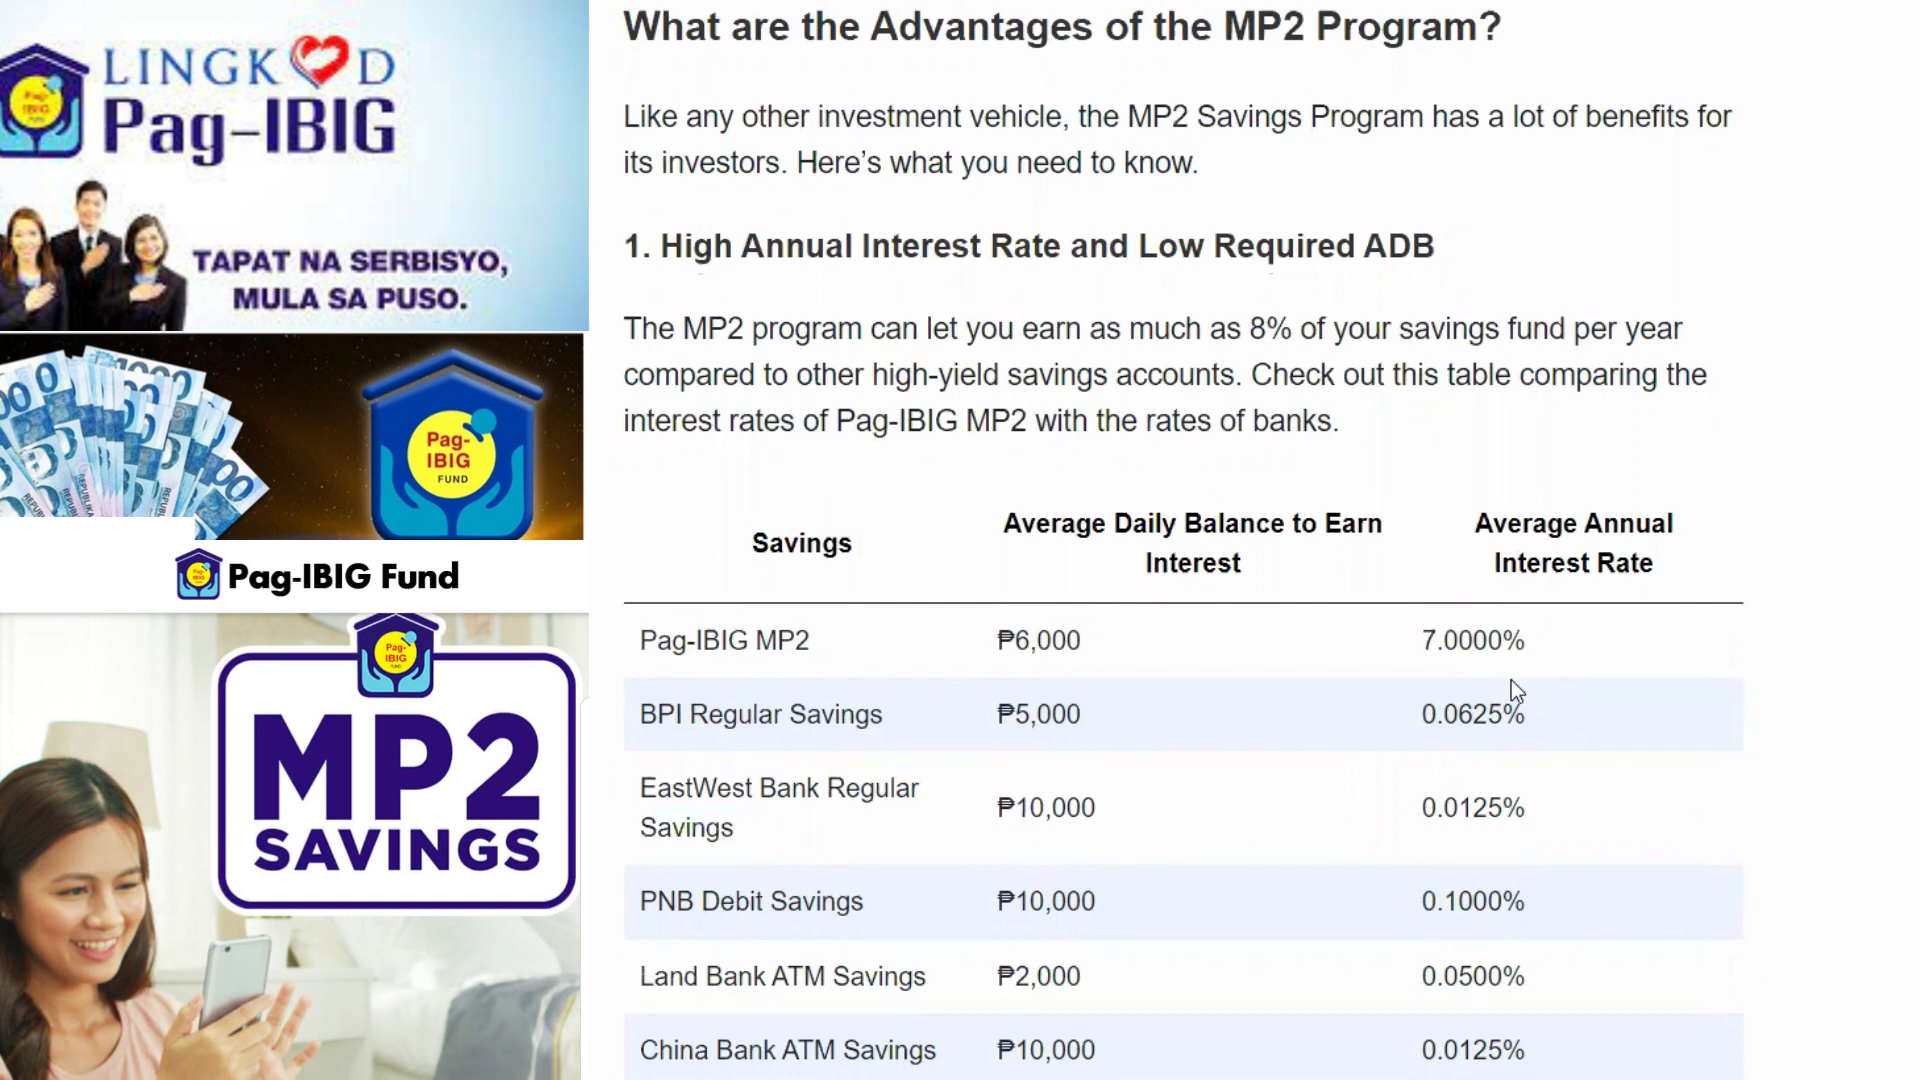 LINGKOD
Pag-IBIG
TAPAT NA SERBISYO,
MULA SA PUSO.
Pag-
IBIG
FUND
Pag-IBIG Fund
Pag-
IBIG
MP2
SAVINGS
What are the Advantages of the MP2 Program?
Like any other investment vehicle, the MP2 Savings Program has a lot of benefits for
its investors. Here’s what you need to know.
1. High Annual Interest Rate and Low Required ADB
The MP2 program can let you earn as much as 8% of your savings fund per year
compared to other high-yield savings accounts. Check out this table comparing the
interest rates of Pag-IBIG MP2 with the rates of banks.
Savings Average Daily Balance to Earn Interest Average Annual Interest Rate
Pag-IBIG MP2 ₱6,000 7.0000%
BPI Regular Savings ₱5,000 0.0625%
EastWest Bank Regular Savings ₱10,000 0.0125%
PNB Debit Savings ₱10,000 0.1000%
Land Bank ATM Savings ₱2,000 0.0500%
China Bank ATM Savings ₱10,000 0.0125%